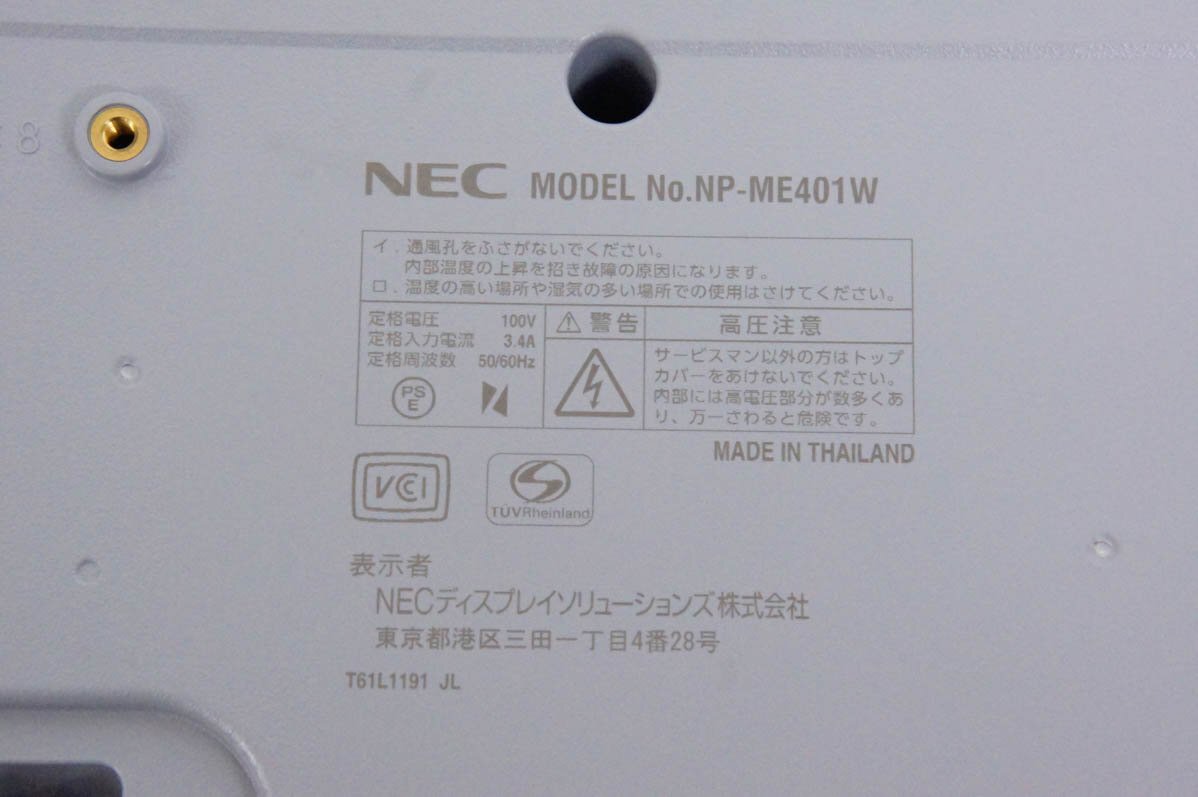 8
NEC MODEL No.NP-ME401W
イ．通風孔をふさがないでください。
内部温度の上昇を招き故障の原因になります。
ロ．温度の高い場所や湿気の多い場所での使用はさけてください。
定格電圧 100V
定格入力電流 3.4A
定格周波数 50/60Hz
PS
E
警告
高圧注意
サービスマン以外の方はトップ
カバーをあけないでください。
内部には高電圧部分が数多くあ
り、万一さわると危険です。
MADE IN THAILAND
VCCI
TÜVRheinland
表示者
NECディスプレイソリューションズ株式会社
東京都港区三田一丁目4番28号
T61L1191 JL